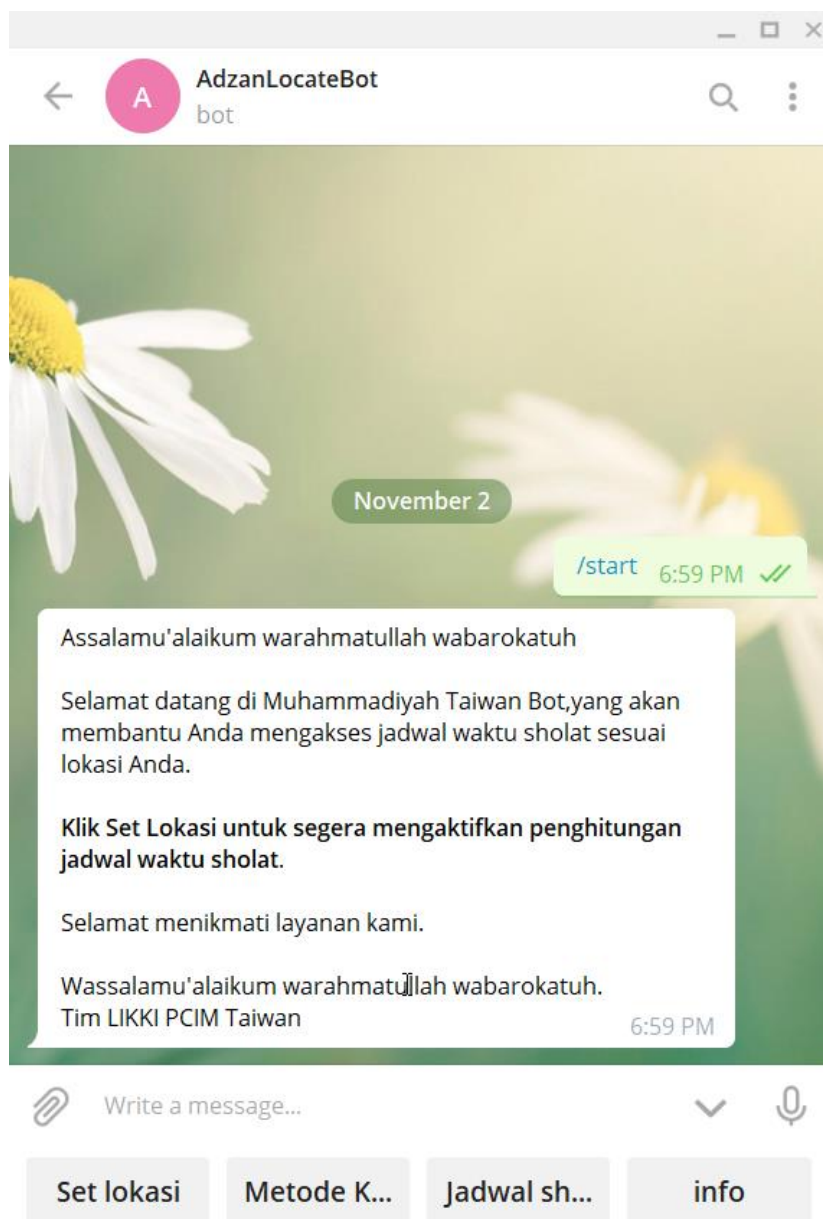 A
AdzanLocateBot
bot
November 2
/start 6:59 PM
Assalamu'alaikum warahmatullah wabarokatuh
Selamat datang di Muhammadiyah Taiwan Bot,yang akan
membantu Anda mengakses jadwal waktu sholat sesuai
lokasi Anda.
Klik Set Lokasi untuk segera mengaktifkan penghitungan
jadwal waktu sholat.
Selamat menikmati layanan kami.
Wassalamu'alaikum warahmatullah wabarokatuh.
Tim LIKKI PCIM Taiwan
6:59 PM
Write a message...
Set lokasi Metode K... Jadwal sh... info